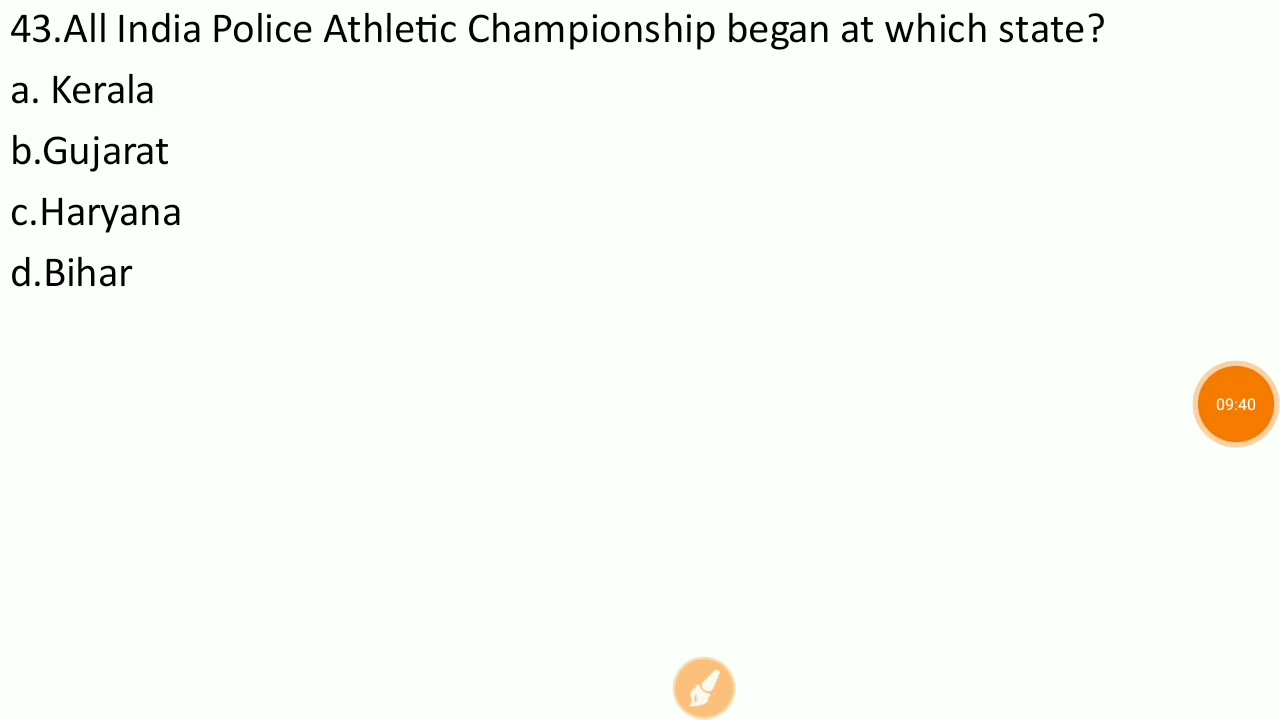 43.All India Police Athletic Championship began at which state?
a. Kerala
b.Gujarat
c.Haryana
d.Bihar
09:40